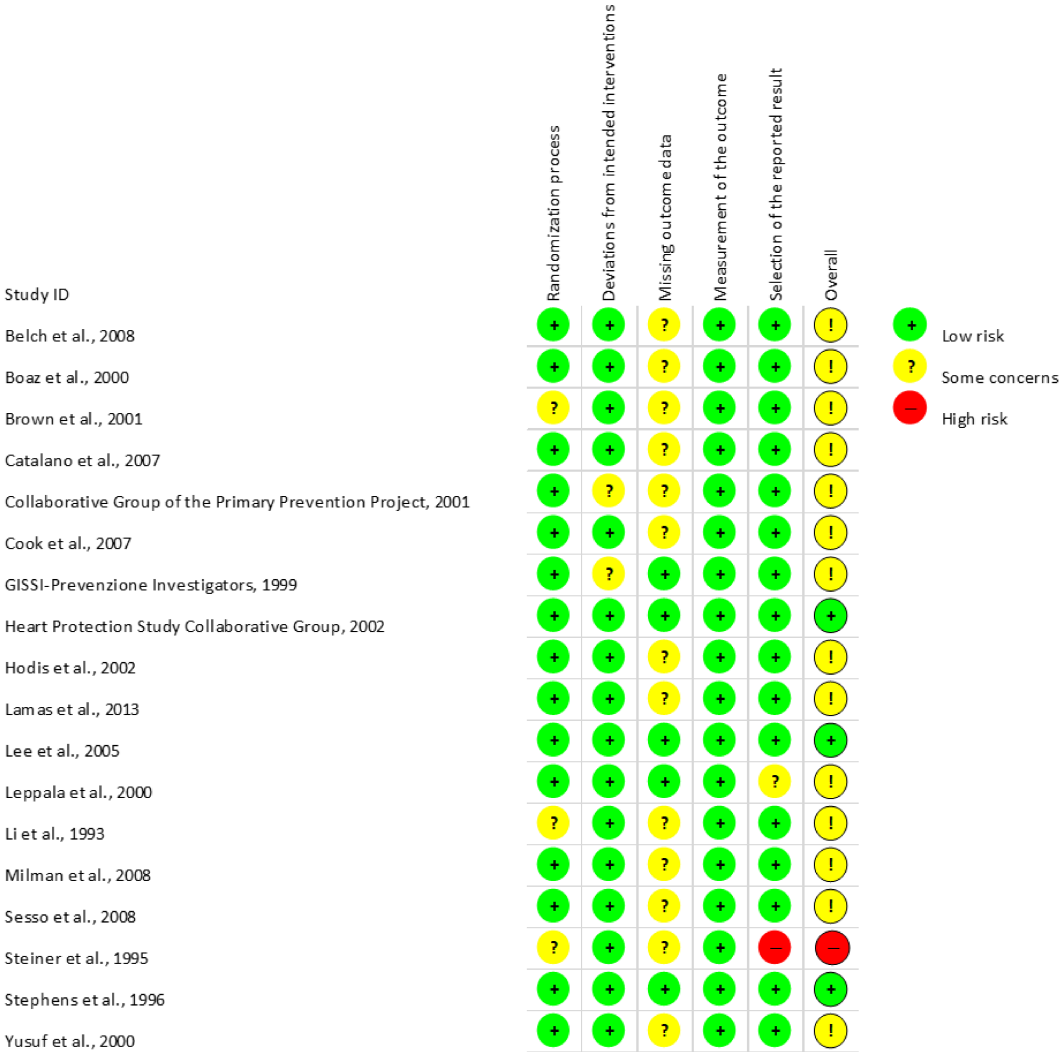 Randomization process
Deviations from intended interventions
Missing outcome data
Measurement of the outcome
Selection of the reported result
Overall
Study ID
Belch et al., 2008 + + ? + + !
Boaz et al., 2000 + + ? + + !
Brown et al., 2001 ? + ? + + !
Catalano et al., 2007 + + ? + + !
Collaborative Group of the Primary Prevention Project, 2001 + ? ? + + !
Cook et al., 2007 + + ? + + !
GISSI-Prevenzione Investigators, 1999 + ? + + + !
Heart Protection Study Collaborative Group, 2002 + + + + + +
Hodis et al., 2002 + + ? + + !
Lamas et al., 2013 + + ? + + !
Lee et al., 2005 + + + + + +
Leppala et al., 2000 + + + + ? !
Li et al., 1993 ? + ? + + !
Milman et al., 2008 + + ? + + !
Sesso et al., 2008 + + ? + + !
Steiner et al., 1995 ? + ? + − −
Stephens et al., 1996 + + + + + +
Yusuf et al., 2000 + + ? + + !
+ Low risk
? Some concerns
− High risk